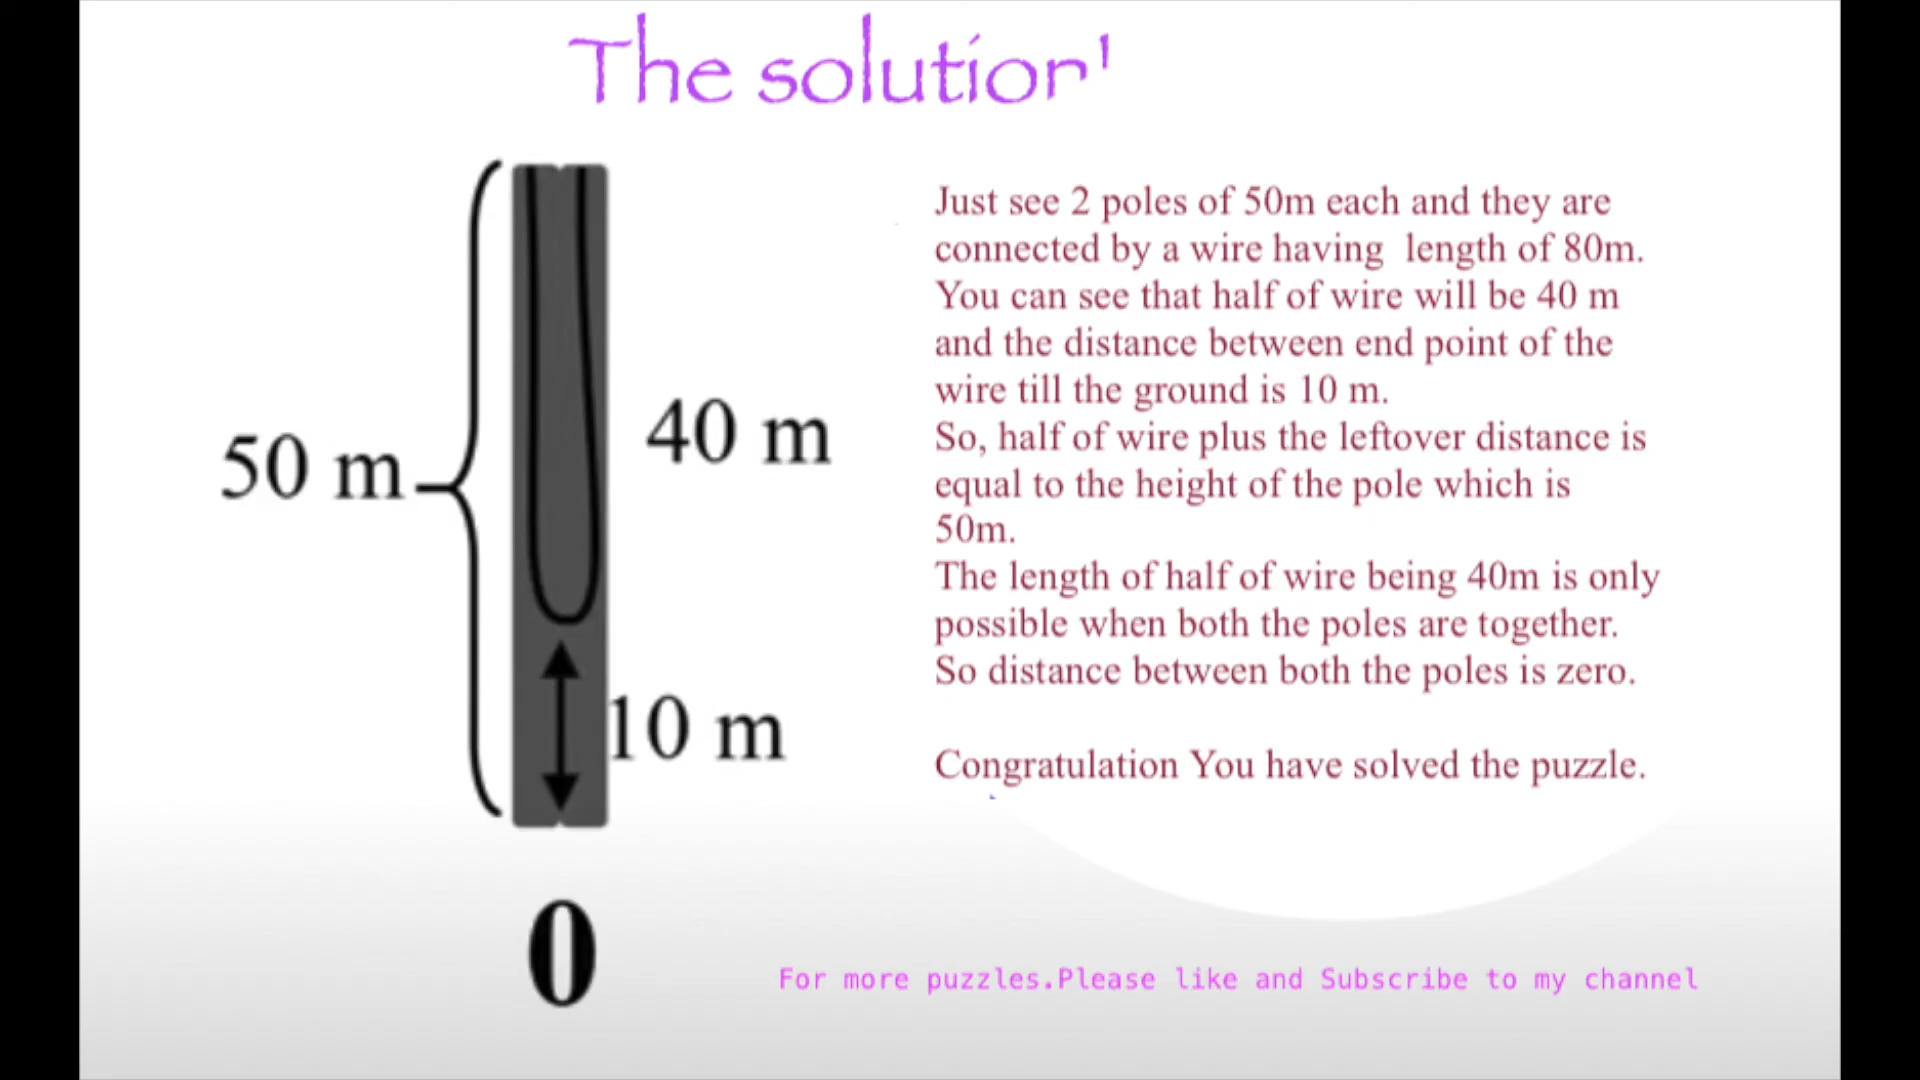 The solution'
Just see 2 poles of 50m each and they are
connected by a wire having length of 80m.
You can see that half of wire will be 40 m
and the distance between end point of the
wire till the ground is 10 m.
So, half of wire plus the leftover distance is
equal to the height of the pole which is
50m.
The length of half of wire being 40m is only
possible when both the poles are together.
So distance between both the poles is zero.
Congratulation You have solved the puzzle.
50 m
40 m
10 m
0
For more puzzles.Please like and Subscribe to my channel